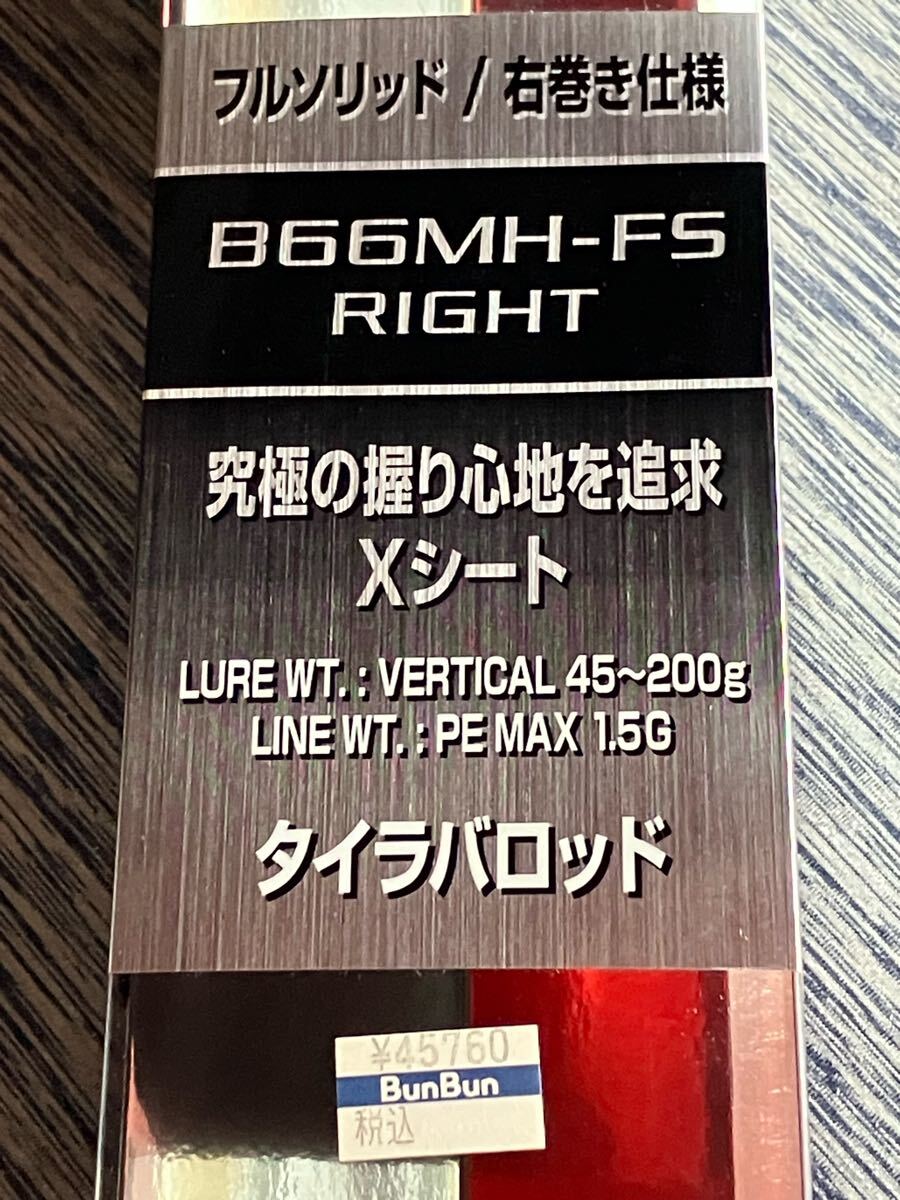 フルソリッド / 右巻き仕様
B66MH-FS
RIGHT
究極の握り心地を追求
Xシート
LURE WT. : VERTICAL 45~200g
LINE WT. : PE MAX 1.5G
タイラバロッド
¥45760
BunBun
税込